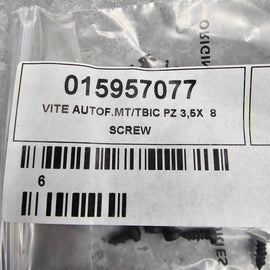 015957077
VITE AUTOF.MT/TBIC PZ 3,5X 8
SCREW
6